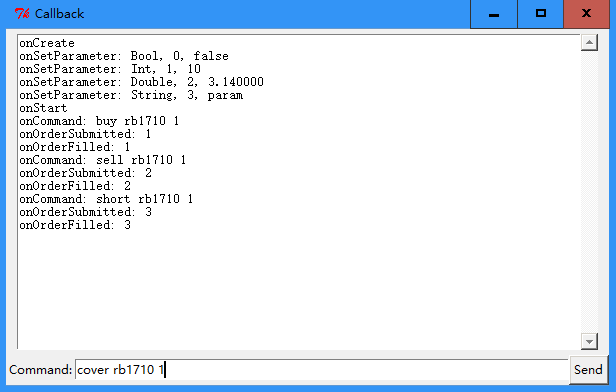 Callback
onCreate
onSetParameter: Bool, 0, false
onSetParameter: Int, 1, 10
onSetParameter: Double, 2, 3.140000
onSetParameter: String, 3, param
onStart
onCommand: buy rb1710 1
onOrderSubmitted: 1
onOrderFilled: 1
onCommand: sell rb1710 1
onOrderSubmitted: 2
onOrderFilled: 2
onCommand: short rb1710 1
onOrderSubmitted: 3
onOrderFilled: 3
Command: cover rb1710 1 Send